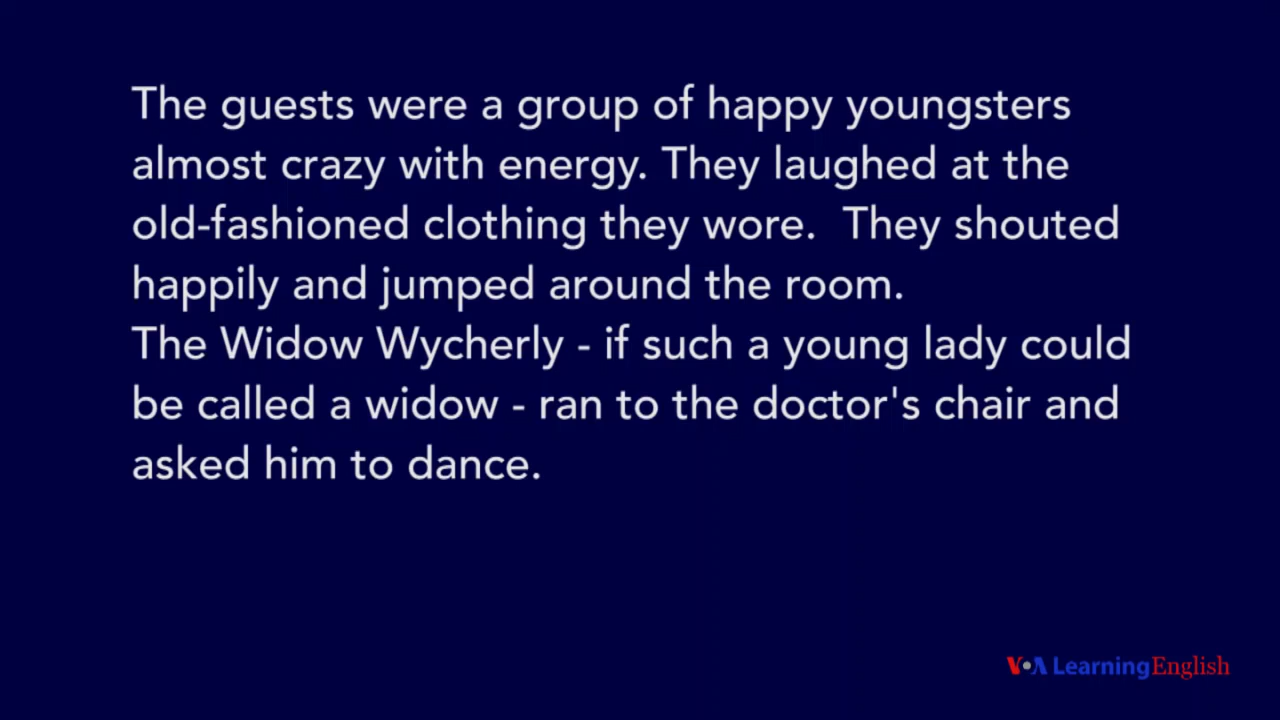 The guests were a group of happy youngsters
almost crazy with energy. They laughed at the
old-fashioned clothing they wore.  They shouted
happily and jumped around the room.
The Widow Wycherly - if such a young lady could
be called a widow - ran to the doctor's chair and
asked him to dance.
VOA Learning English